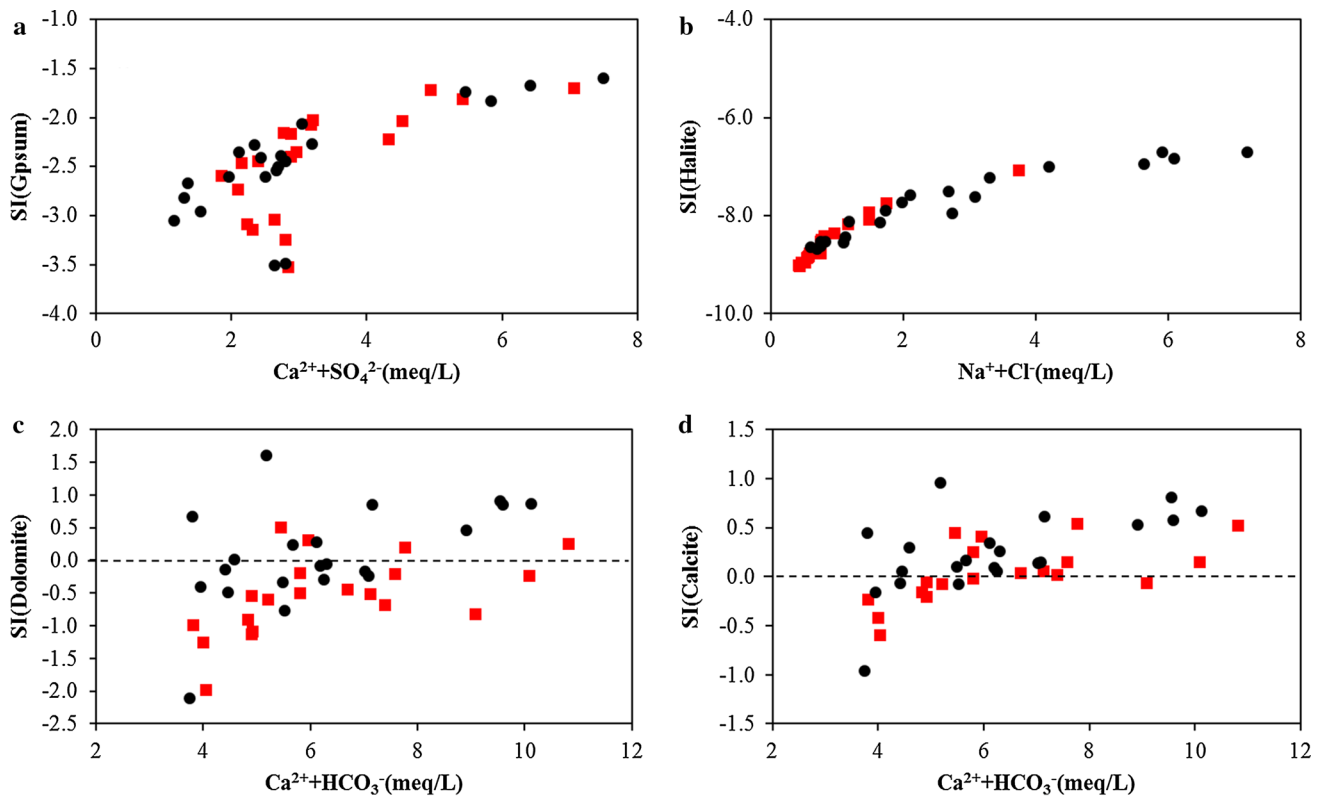 a
-1.0
-1.5
-2.0
-2.5
-3.0
-3.5
-4.0
SI(Gpsum)
0 2 4 6 8
Ca²⁺+SO₄²⁻(meq/L)
b
-4.0
-6.0
-8.0
-10.0
SI(Halite)
0 2 4 6 8
Na⁺+Cl⁻(meq/L)
c
2.0
1.5
1.0
0.5
0.0
-0.5
-1.0
-1.5
-2.0
-2.5
SI(Dolomite)
2 4 6 8 10 12
Ca²⁺+HCO₃⁻(meq/L)
d
1.5
1.0
0.5
0.0
-0.5
-1.0
-1.5
SI(Calcite)
2 4 6 8 10 12
Ca²⁺+HCO₃⁻(meq/L)